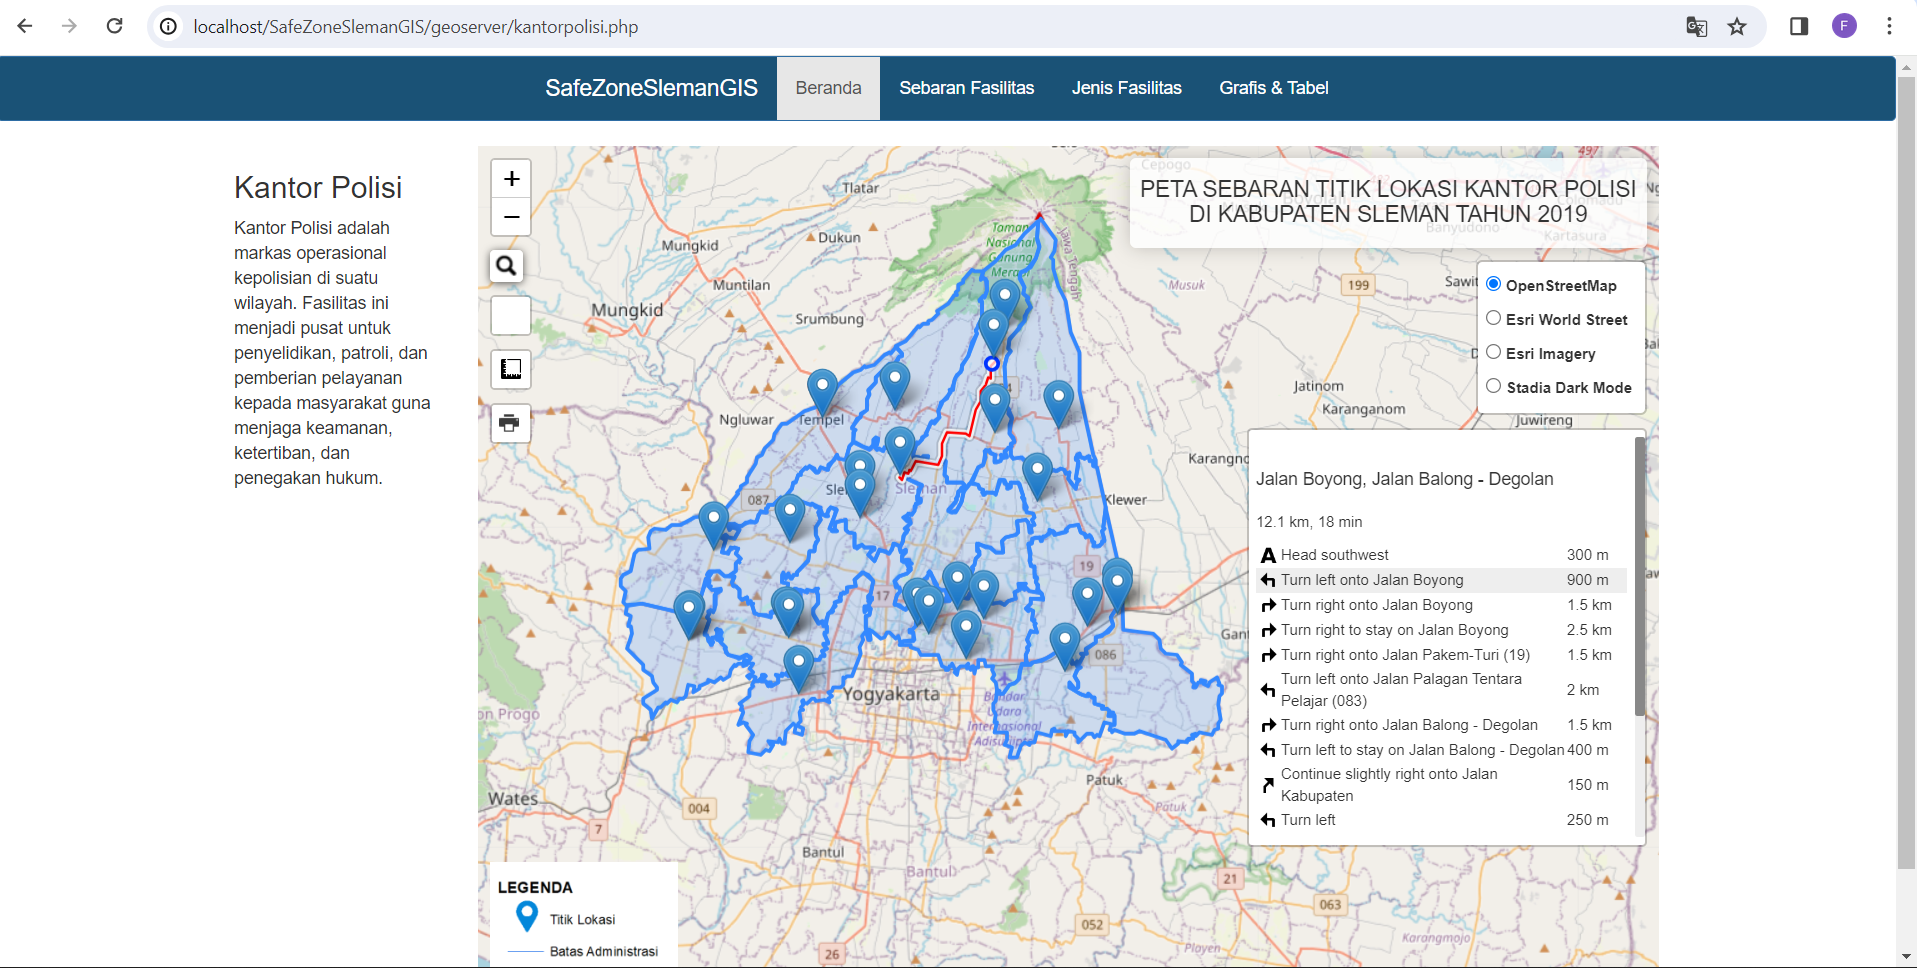 localhost/SafeZoneSlemanGIS/geoserver/kantorpolisi.php
F
SafeZoneSlemanGIS
Beranda
Sebaran Fasilitas
Jenis Fasilitas
Grafis & Tabel
Kantor Polisi
Kantor Polisi adalah
markas operasional
kepolisian di suatu
wilayah. Fasilitas ini
menjadi pusat untuk
penyelidikan, patroli, dan
pemberian pelayanan
kepada masyarakat guna
menjaga keamanan,
ketertiban, dan
penegakan hukum.
+
−
PETA SEBARAN TITIK LOKASI KANTOR POLISI
DI KABUPATEN SLEMAN TAHUN 2019
OpenStreetMap
Esri World Street
Esri Imagery
Stadia Dark Mode
Jalan Boyong, Jalan Balong - Degolan
12.1 km, 18 min
Head southwest 300 m
Turn left onto Jalan Boyong 900 m
Turn right onto Jalan Boyong 1.5 km
Turn right to stay on Jalan Boyong 2.5 km
Turn right onto Jalan Pakem-Turi (19) 1.5 km
Turn left onto Jalan Palagan Tentara
Pelajar (083) 2 km
Turn right onto Jalan Balong - Degolan 1.5 km
Turn left to stay on Jalan Balong - Degolan 400 m
Continue slightly right onto Jalan
Kabupaten 150 m
Turn left 250 m
Cepogo
497
Tlatar
Dukun
Mungkid
Taman
Nasional
Gunung
Jawa Tengah
Banyudono
Kartasura
Muntilan
Musuk
199
Mungkid
Srumbung
Jatinom
Karanganom
Ngluwar
Tempel
Juwireng
087
Sleman
Klewer
19
17
086
Yogyakarta
Bandar
Udara
Internasional
Patuk
Patuk
Wates
004
7
Bantul
Bantul
21
063
052
Karangmojo
Playen
26
LEGENDA
Titik Lokasi
Batas Administrasi